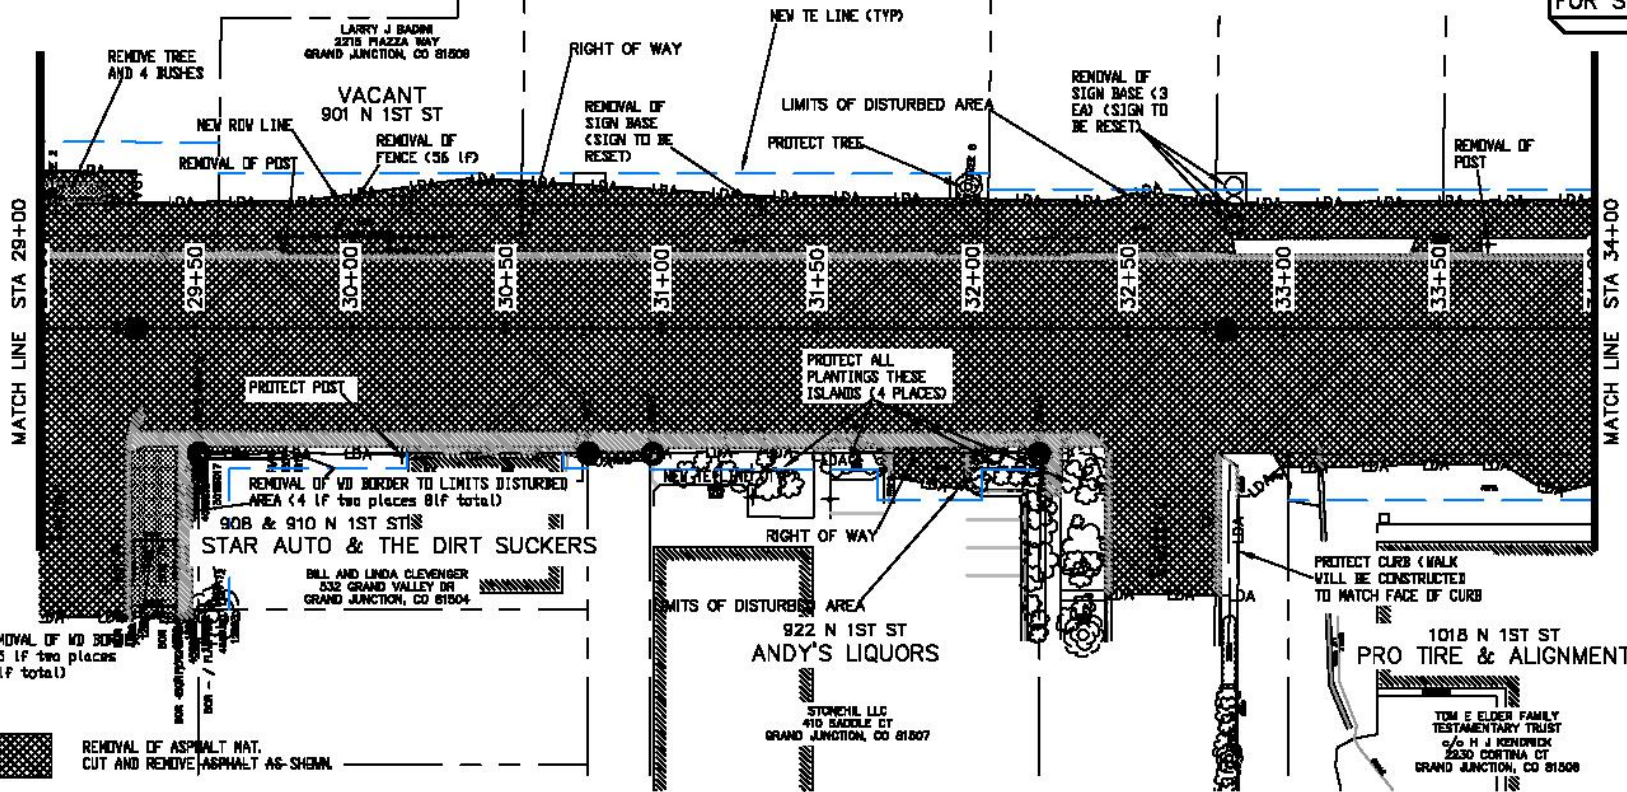 FOR S
NEW TE LINE (TYP)
LARRY J BADINI
2215 PIAZZA WAY
GRAND JUNCTION, CO 81506
REMOVE TREE
AND 4 BUSHES
RIGHT OF WAY
VACANT
901 N 1ST ST
NEW ROW LINE
REMOVAL OF
FENCE (56 lf)
REMOVAL OF POST
REMOVAL OF
SIGN BASE
(SIGN TO BE
RESET)
LIMITS OF DISTURBED AREA
PROTECT TREE
REMOVAL OF
SIGN BASE (3
EA) (SIGN TO
BE RESET)
REMOVAL OF
POST
MATCH LINE STA 29+00
29+50
30+00
30+50
31+00
31+50
32+00
32+50
33+00
33+50
MATCH LINE STA 34+00
PROTECT POST
PROTECT ALL
PLANTINGS THESE
ISLANDS (4 PLACES)
REMOVAL OF WD BORDER TO LIMITS DISTURBED
AREA (4 lf two places 8lf total)
908 & 910 N 1ST ST
STAR AUTO & THE DIRT SUCKERS
BILL AND LINDA CLEVENGER
532 GRAND VALLEY DR
GRAND JUNCTION, CO 81504
RIGHT OF WAY
LIMITS OF DISTURBED AREA
922 N 1ST ST
ANDY'S LIQUORS
STONEHIL LLC
410 SADDLE CT
GRAND JUNCTION, CO 81507
PROTECT CURB (WALK
WILL BE CONSTRUCTED
TO MATCH FACE OF CURB
1018 N 1ST ST
PRO TIRE & ALIGNMENT
TOM E ELDER FAMILY
TESTAMENTARY TRUST
c/o H J KENDRICK
2230 CORTINA CT
GRAND JUNCTION, CO 81506
MOVAL OF WD
lf two places
lf total)
REMOVAL OF ASPHALT MAT.
CUT AND REMOVE ASPHALT AS SHOWN.